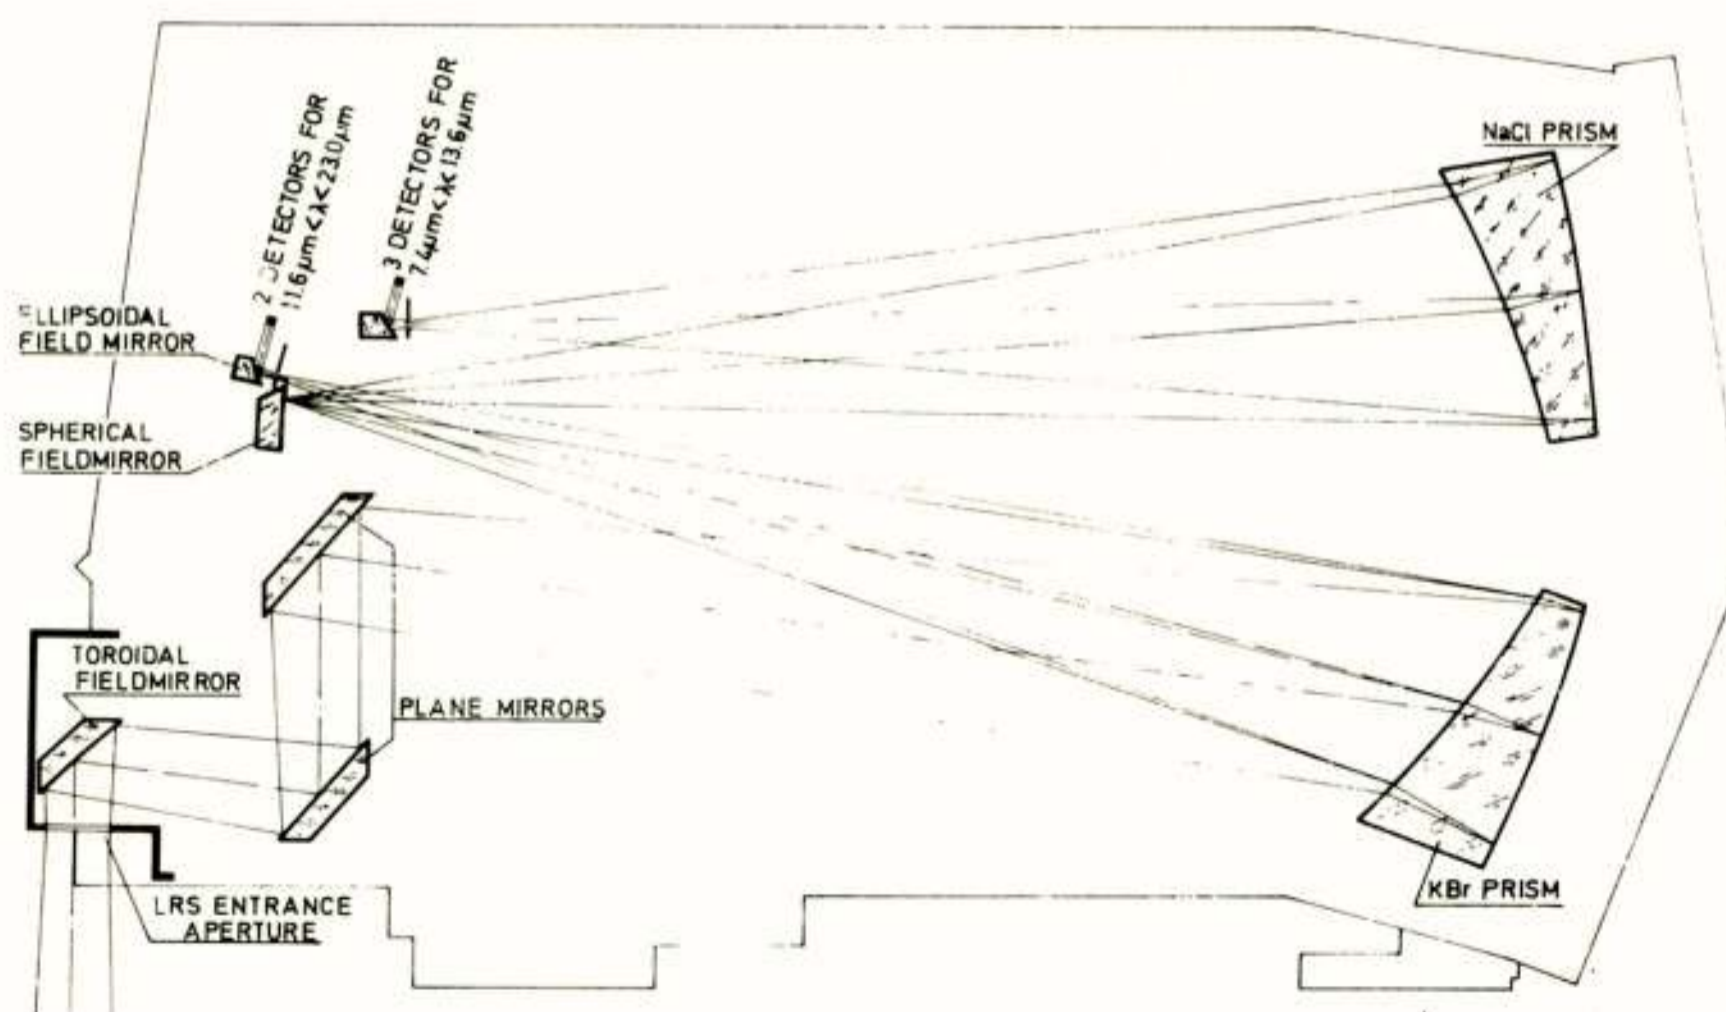 2 DETECTORS FOR
11.6µm<λ<23.0µm
3 DETECTORS FOR
7.4µm<λ<13.6µm
NaCl PRISM
ELLIPSOIDAL
FIELD MIRROR
SPHERICAL
FIELDMIRROR
TOROIDAL
FIELDMIRROR
PLANE MIRRORS
LRS ENTRANCE
APERTURE
KBr PRISM